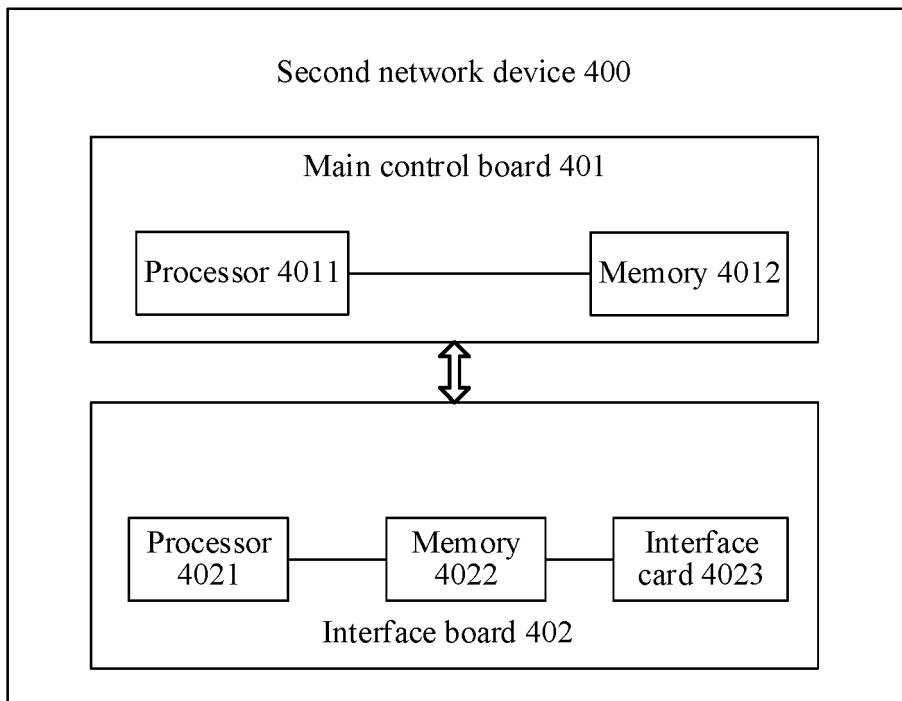 Second network device 400
Main control board 401
Processor 4011
Memory 4012
Processor
4021
Memory
4022
Interface
card 4023
Interface board 402